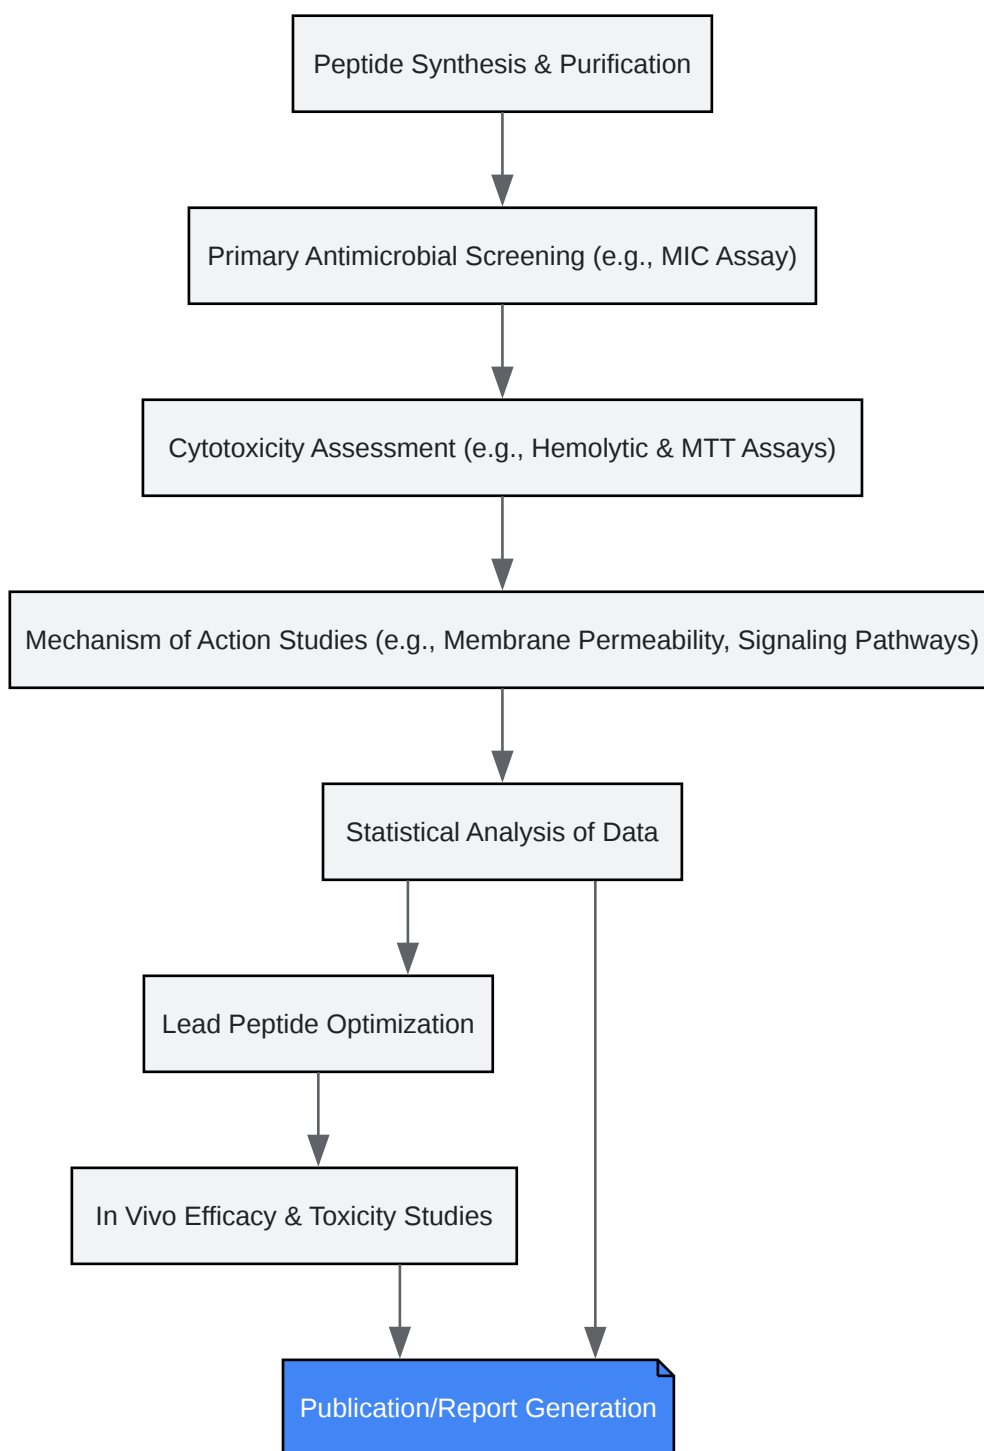 Peptide Synthesis & Purification
Primary Antimicrobial Screening (e.g., MIC Assay)
Cytotoxicity Assessment (e.g., Hemolytic & MTT Assays)
Mechanism of Action Studies (e.g., Membrane Permeability, Signaling Pathways)
Statistical Analysis of Data
Lead Peptide Optimization
In Vivo Efficacy & Toxicity Studies
Publication/Report Generation